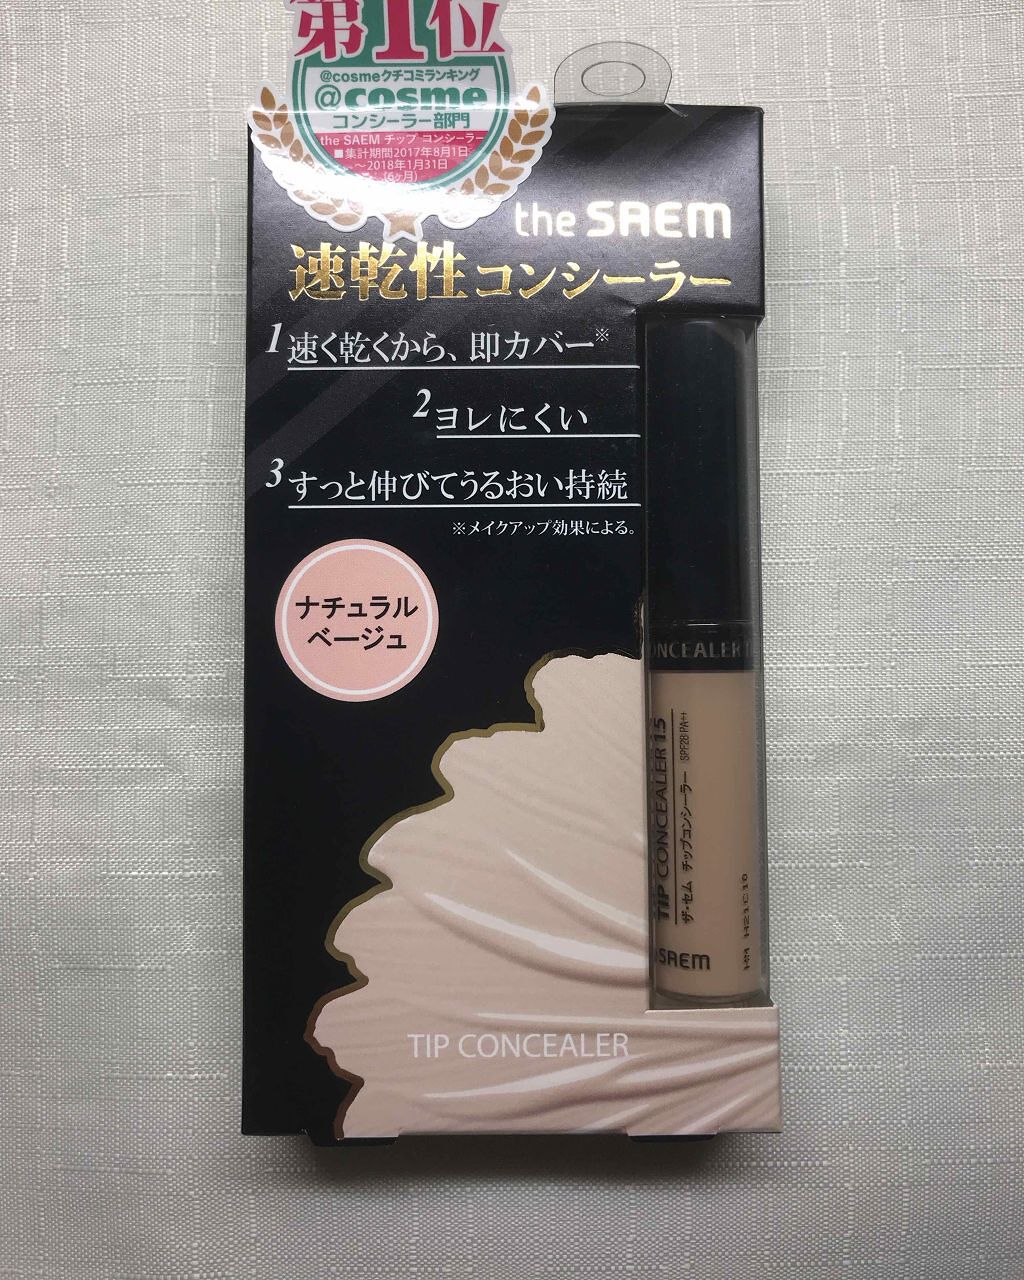 第1位
@cosmeクチコミランキング
@cosme
コンシーラー部門
the SAEM チップ コンシーラー
■集計期間2017年8月1日
～2018年1月31日
(6ヶ月)
the SAEM
速乾性コンシーラー
1 速く乾くから、即カバー※
2 ヨレにくい
3 すっと伸びてうるおい持続
※メイクアップ効果による。
ナチュラル
ベージュ
ONCEALER
TIP CONCEALER 1.5
ザ・セム チップコンシーラー SPF28 PA++
SAEM
TIP CONCEALER